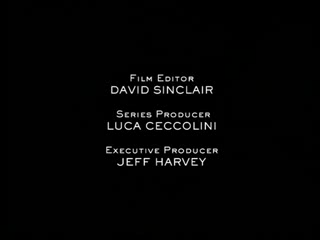 Film Editor
DAVID SINCLAIR
Series Producer
LUCA CECCOLINI
Executive Producer
JEFF HARVEY